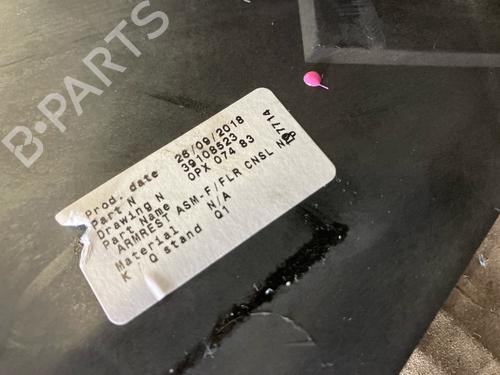 B-PARTS
Prod. date 26/09/2018
Part N 39108523
Drawing N 0PX 074 83
Part Name
ARMREST ASM-F/FLR CNSL
Material N/A
K Q stand Q1